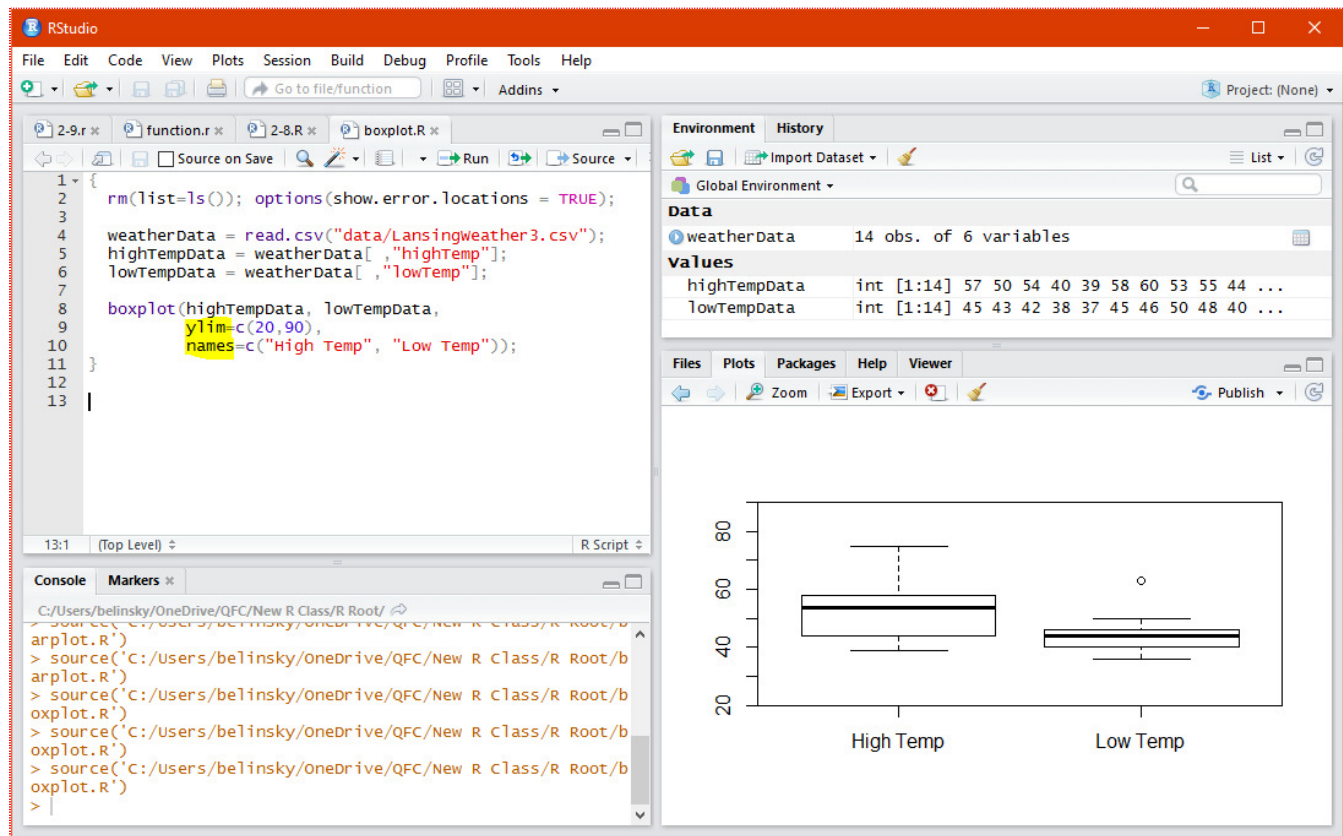 RStudio
File Edit Code View Plots Session Build Debug Profile Tools Help
Go to file/function Addins Project: (None)
2-9.r function.r 2-8.R boxplot.R
Source on Save Run Source
1 {
2 rm(list=ls()); options(show.error.locations = TRUE);
3
4 weatherData = read.csv("data/LansingWeather3.csv");
5 highTempData = weatherData[ ,"highTemp"];
6 lowTempData = weatherData[ ,"lowTemp"];
7
8 boxplot(highTempData, lowTempData,
9 ylim=c(20,90),
10 names=c("High Temp", "Low Temp"));
11 }
12
13
13:1 (Top Level) R Script
Console Markers
C:/Users/belinsky/OneDrive/QFC/New R Class/R Root/
> source('C:/Users/belinsky/OneDrive/QFC/New R Class/R Root/b
arplot.R')
> source('C:/Users/belinsky/OneDrive/QFC/New R Class/R Root/b
arplot.R')
> source('C:/Users/belinsky/OneDrive/QFC/New R Class/R Root/b
oxplot.R')
> source('C:/Users/belinsky/OneDrive/QFC/New R Class/R Root/b
oxplot.R')
> source('C:/Users/belinsky/OneDrive/QFC/New R Class/R Root/b
oxplot.R')
>
Environment History
Import Dataset List
Global Environment
Data
weatherData 14 obs. of 6 variables
Values
highTempData int [1:14] 57 50 54 40 39 58 60 53 55 44 ...
lowTempData int [1:14] 45 43 42 38 37 45 46 50 48 40 ...
Files Plots Packages Help Viewer
Zoom Export Publish
80
60
40
20
High Temp Low Temp